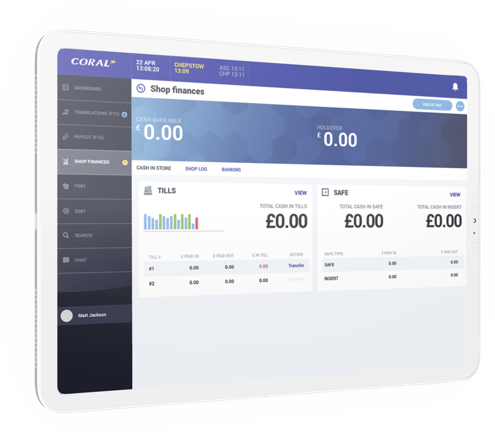 CORAL
22 APR
13:08:20
CHEPSTOW
13:09
ASC 13:11
CHP 13:11
DASHBOARD
TRANSLATIONS (F11)
PAYOUT (F10)
SHOP FINANCES
SEARCH
CHAT
Matt Jackson
Shop finances
END OF DAY
CASH AVAILABLE
£ 0.00
HOLDOVER
£ 0.00
CASH IN STORE
SHOP LOG
BANKING
TILLS
VIEW
TOTAL CASH IN TILLS
£0.00
TILL # £ PAID IN £ PAID OUT £ IN TILL ACTION
#1 0.00 0.00 0.00 Transfer
#2 0.00 0.00 0.00
SAFE
VIEW
TOTAL CASH IN SAFE
£0.00
TOTAL CASH IN INSERT
£0.00
SAFE TYPE £ PAID IN £ PAID OUT
SAFE 0.00 0.00
INSERT 0.00 0.00